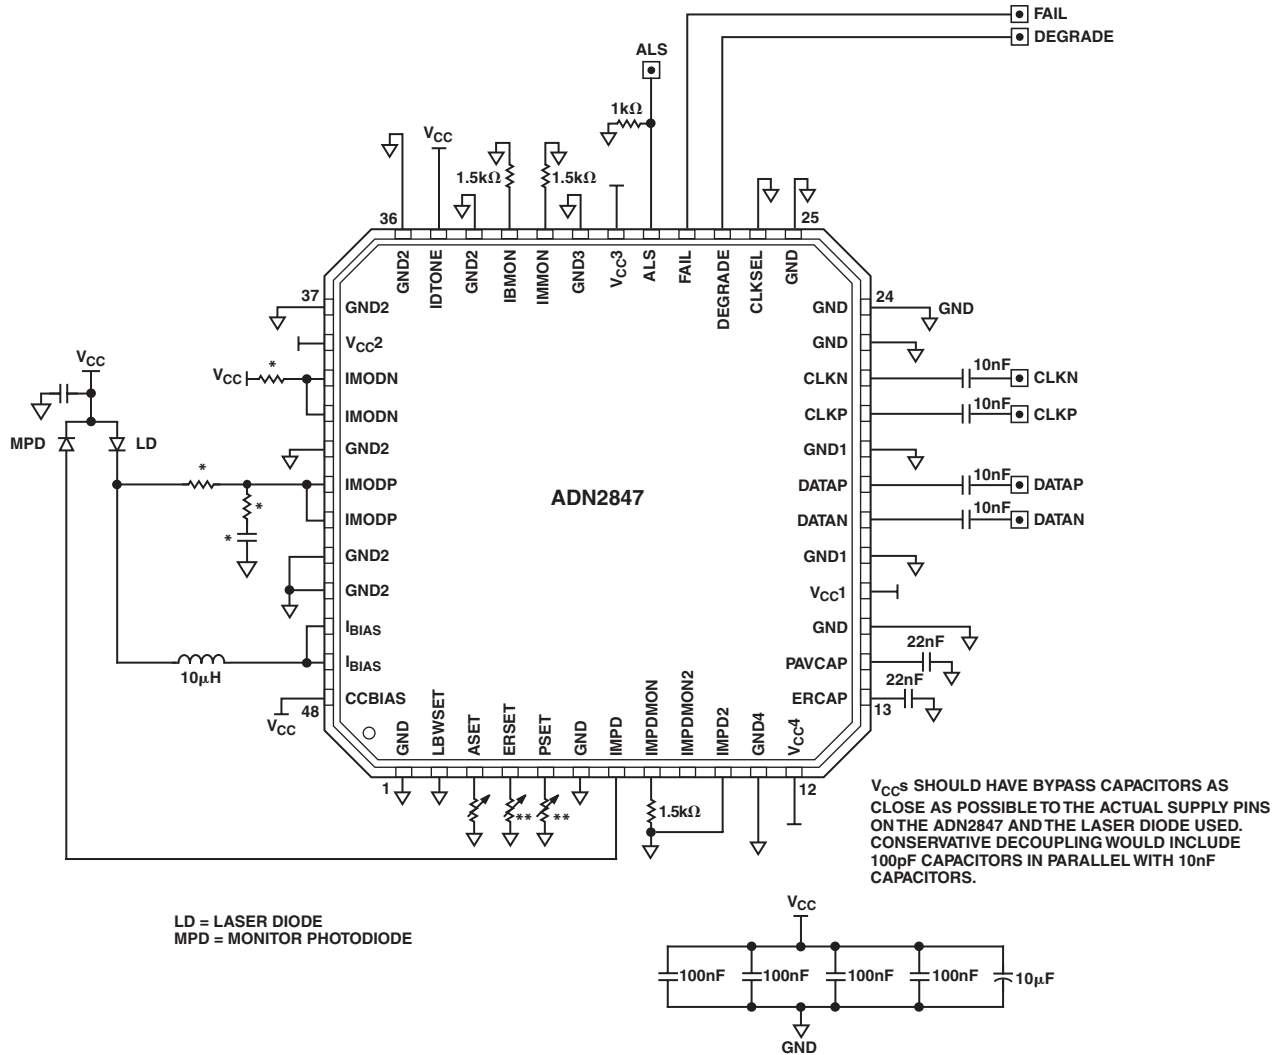 FAIL
DEGRADE
ALS
1kΩ
VCC
1.5kΩ
1.5kΩ
36
25
GND2
IDTONE
GND2
IBMON
IMMON
GND3
VCC3
ALS
FAIL
DEGRADE
CLKSEL
GND
37
GND2
VCC2
VCC
*
IMODN
IMODN
GND2
VCC
MPD
LD
*
IMODP
*
IMODP
*
GND2
GND2
IBIAS
IBIAS
10μH
CCBIAS
48
VCC
ADN2847
24
GND
GND
GND
CLKN
10nF
CLKN
CLKP
10nF
CLKP
GND1
DATAP
10nF
DATAP
DATAN
10nF
DATAN
GND1
VCC1
GND
22nF
PAVCAP
22nF
ERCAP
13
GND
LBWSET
ASET
ERSET
PSET
GND
IMPD
IMPDMON
IMPDMON2
IMPD2
GND4
VCC4
1
12
**
**
1.5kΩ
VCCs SHOULD HAVE BYPASS CAPACITORS AS
CLOSE AS POSSIBLE TO THE ACTUAL SUPPLY PINS
ON THE ADN2847 AND THE LASER DIODE USED.
CONSERVATIVE DECOUPLING WOULD INCLUDE
100pF CAPACITORS IN PARALLEL WITH 10nF
CAPACITORS.
LD = LASER DIODE
MPD = MONITOR PHOTODIODE
VCC
100nF
100nF
100nF
100nF
10μF
GND